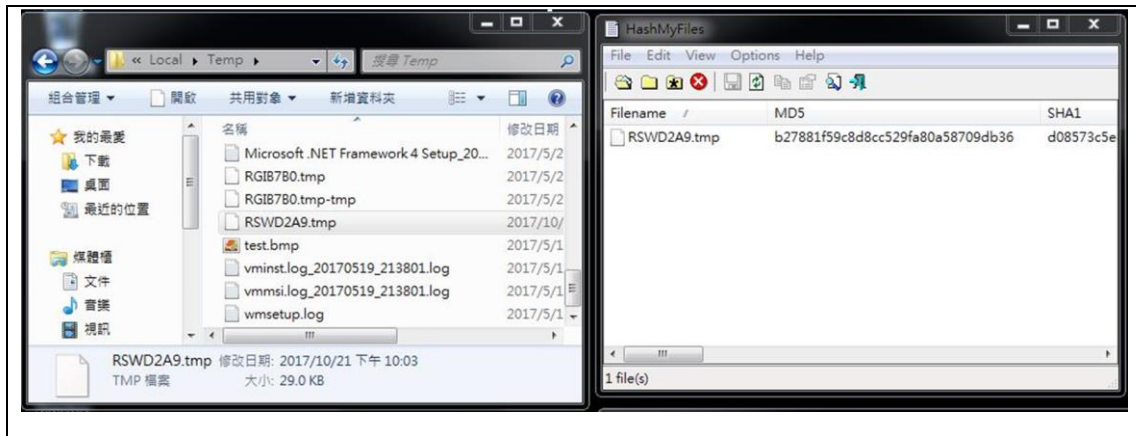 « Local ▸ Temp ▸
搜尋 Temp
組合管理 ▼ 開啟 共用對象 ▼ 新增資料夾
我的最愛
下載
桌面
最近的位置
媒體櫃
文件
音樂
視訊
名稱 修改日期
Microsoft .NET Framework 4 Setup_20... 2017/5/2
RGIB7B0.tmp 2017/5/2
RGIB7B0.tmp-tmp 2017/5/2
RSWD2A9.tmp 2017/10/
test.bmp 2017/5/1
vminst.log_20170519_213801.log 2017/5/1
vmmsi.log_20170519_213801.log 2017/5/1
wmsetup.log 2017/5/1
RSWD2A9.tmp 修改日期: 2017/10/21 下午 10:03
TMP 檔案 大小: 29.0 KB
HashMyFiles
File Edit View Options Help
Filename / MD5 SHA1
RSWD2A9.tmp b27881f59c8d8cc529fa80a58709db36 d08573c5e
1 file(s)